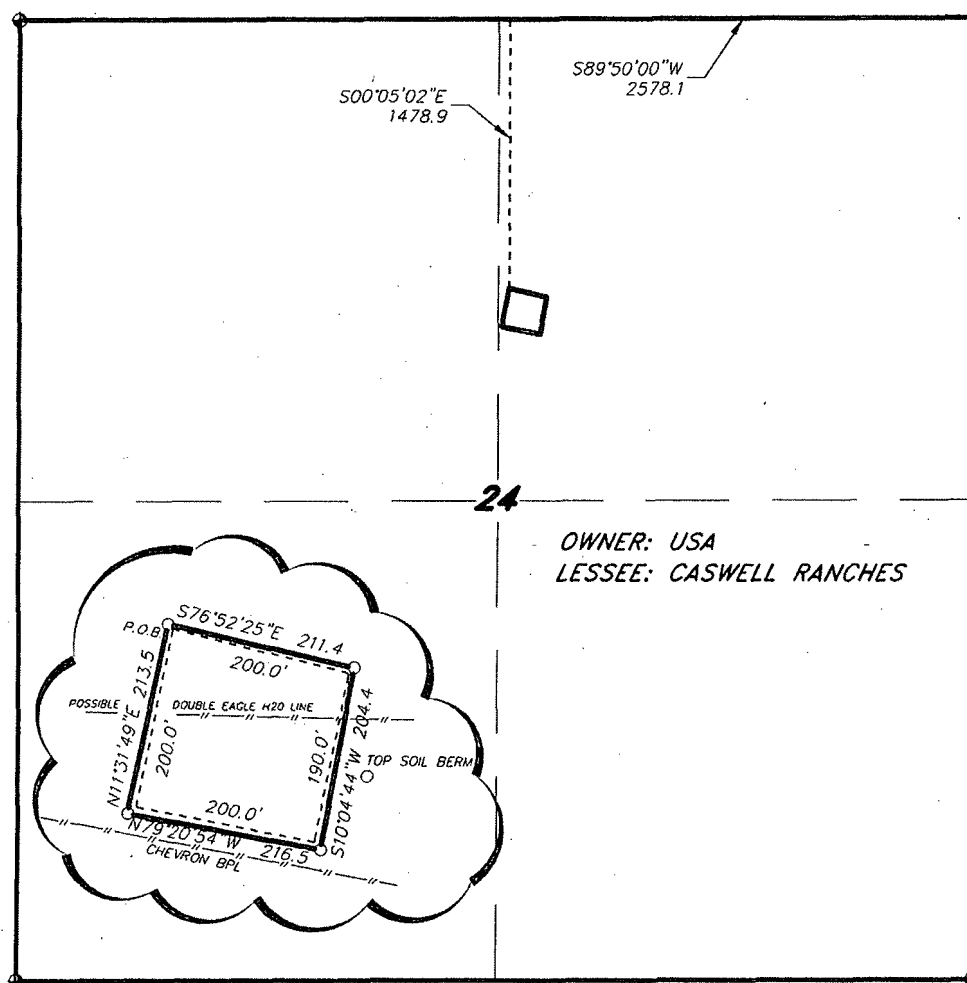 S89°50'00"W
2578.1
S00°05'02"E
1478.9
24
OWNER: USA
LESSEE: CASWELL RANCHES
P.O.B
S76°52'25"E 211.4
200.0'
N11°31'49"E 213.5
200.0'
POSSIBLE DOUBLE EAGLE H20 LINE
190.0'
S10°04'44"W 204.4
TOP SOIL BERM
200.0'
N79°20'54"W 216.5
CHEVRON BPL